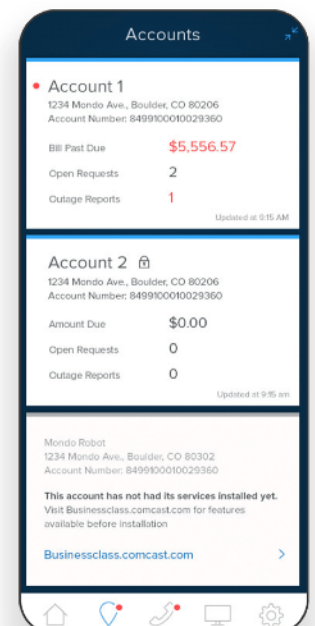 Accounts
Account 1
1234 Mondo Ave., Boulder, CO 80206
Account Number: 8499100010029360
Bill Past Due $5,556.57
Open Requests 2
Outage Reports 1
Updated at 9:15 AM
Account 2
1234 Mondo Ave., Boulder, CO 80206
Account Number: 8499100010029360
Amount Due $0.00
Open Requests 0
Outage Reports 0
Updated at 9:15 am
Mondo Robot
1234 Mondo Ave., Boulder, CO 80302
Account Number: 8499100010029360
This account has not had its services installed yet.
Visit Businessclass.comcast.com for features
available before installation
Businessclass.comcast.com